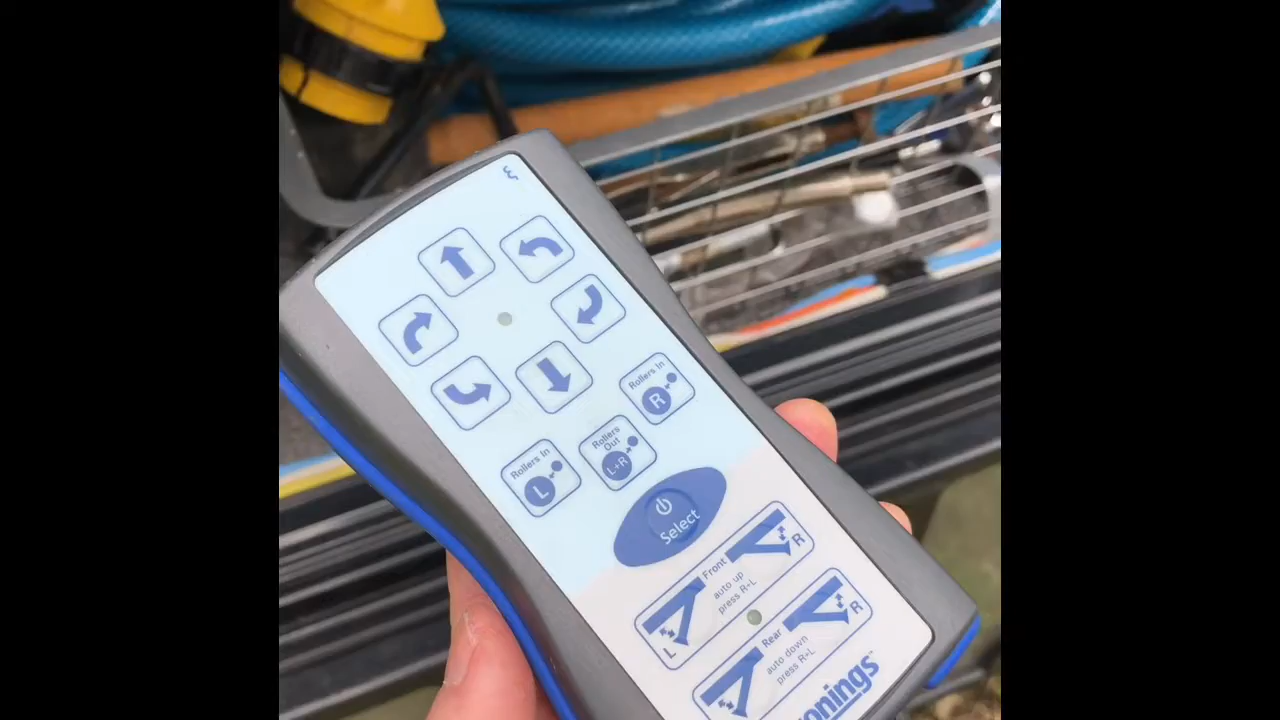 Rollers In
R
Rollers
Out
L+R
Rollers In
L
Select
Front
auto up
press R+L
L
R
Rear
auto down
press R+L
R